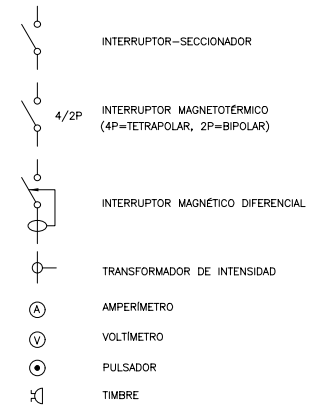 INTERRUPTOR-SECCIONADOR
4/2P INTERRUPTOR MAGNETOTÉRMICO
(4P=TETRAPOLAR, 2P=BIPOLAR)
INTERRUPTOR MAGNÉTICO DIFERENCIAL
TRANSFORMADOR DE INTENSIDAD
A AMPERÍMETRO
V VOLTÍMETRO
PULSADOR
TIMBRE